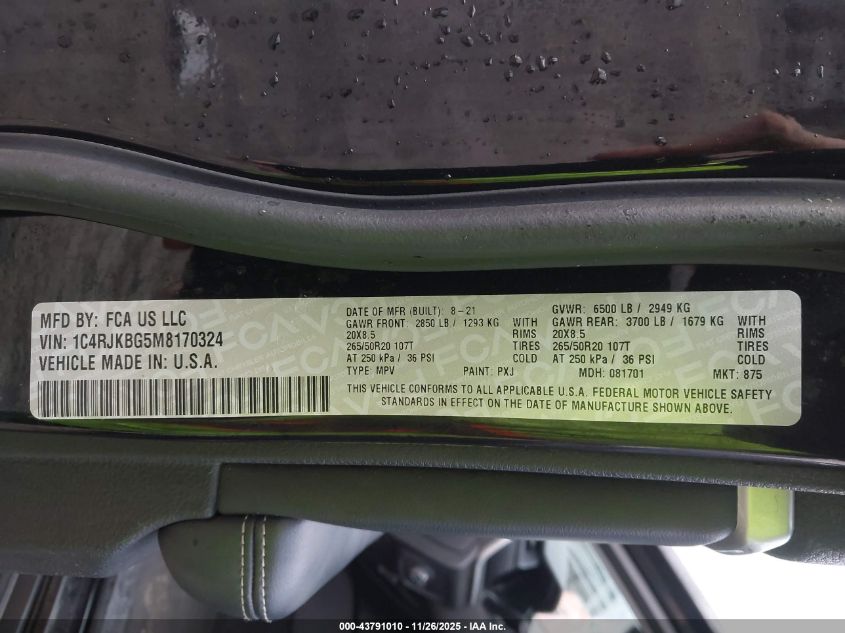 MFD BY: FCA US LLC
VIN: 1C4RJKBG5M8170324
VEHICLE MADE IN: U.S.A.
DATE OF MFR (BUILT): 8-21
GVWR: 6500 LB / 2949 KG
GAWR FRONT: 2850 LB / 1293 KG WITH
20X8.5 RIMS
265/50R20 107T TIRES
AT 250 kPa / 36 PSI COLD
GAWR REAR: 3700 LB / 1679 KG WITH
20X8.5 RIMS
265/50R20 107T TIRES
AT 250 kPa / 36 PSI COLD
TYPE: MPV PAINT: PXJ MDH: 081701 MKT: 875
THIS VEHICLE CONFORMS TO ALL APPLICABLE U.S.A. FEDERAL MOTOR VEHICLE SAFETY
STANDARDS IN EFFECT ON THE DATE OF MANUFACTURE SHOWN ABOVE.
000-43791010 - 11/26/2025 - IAA Inc.